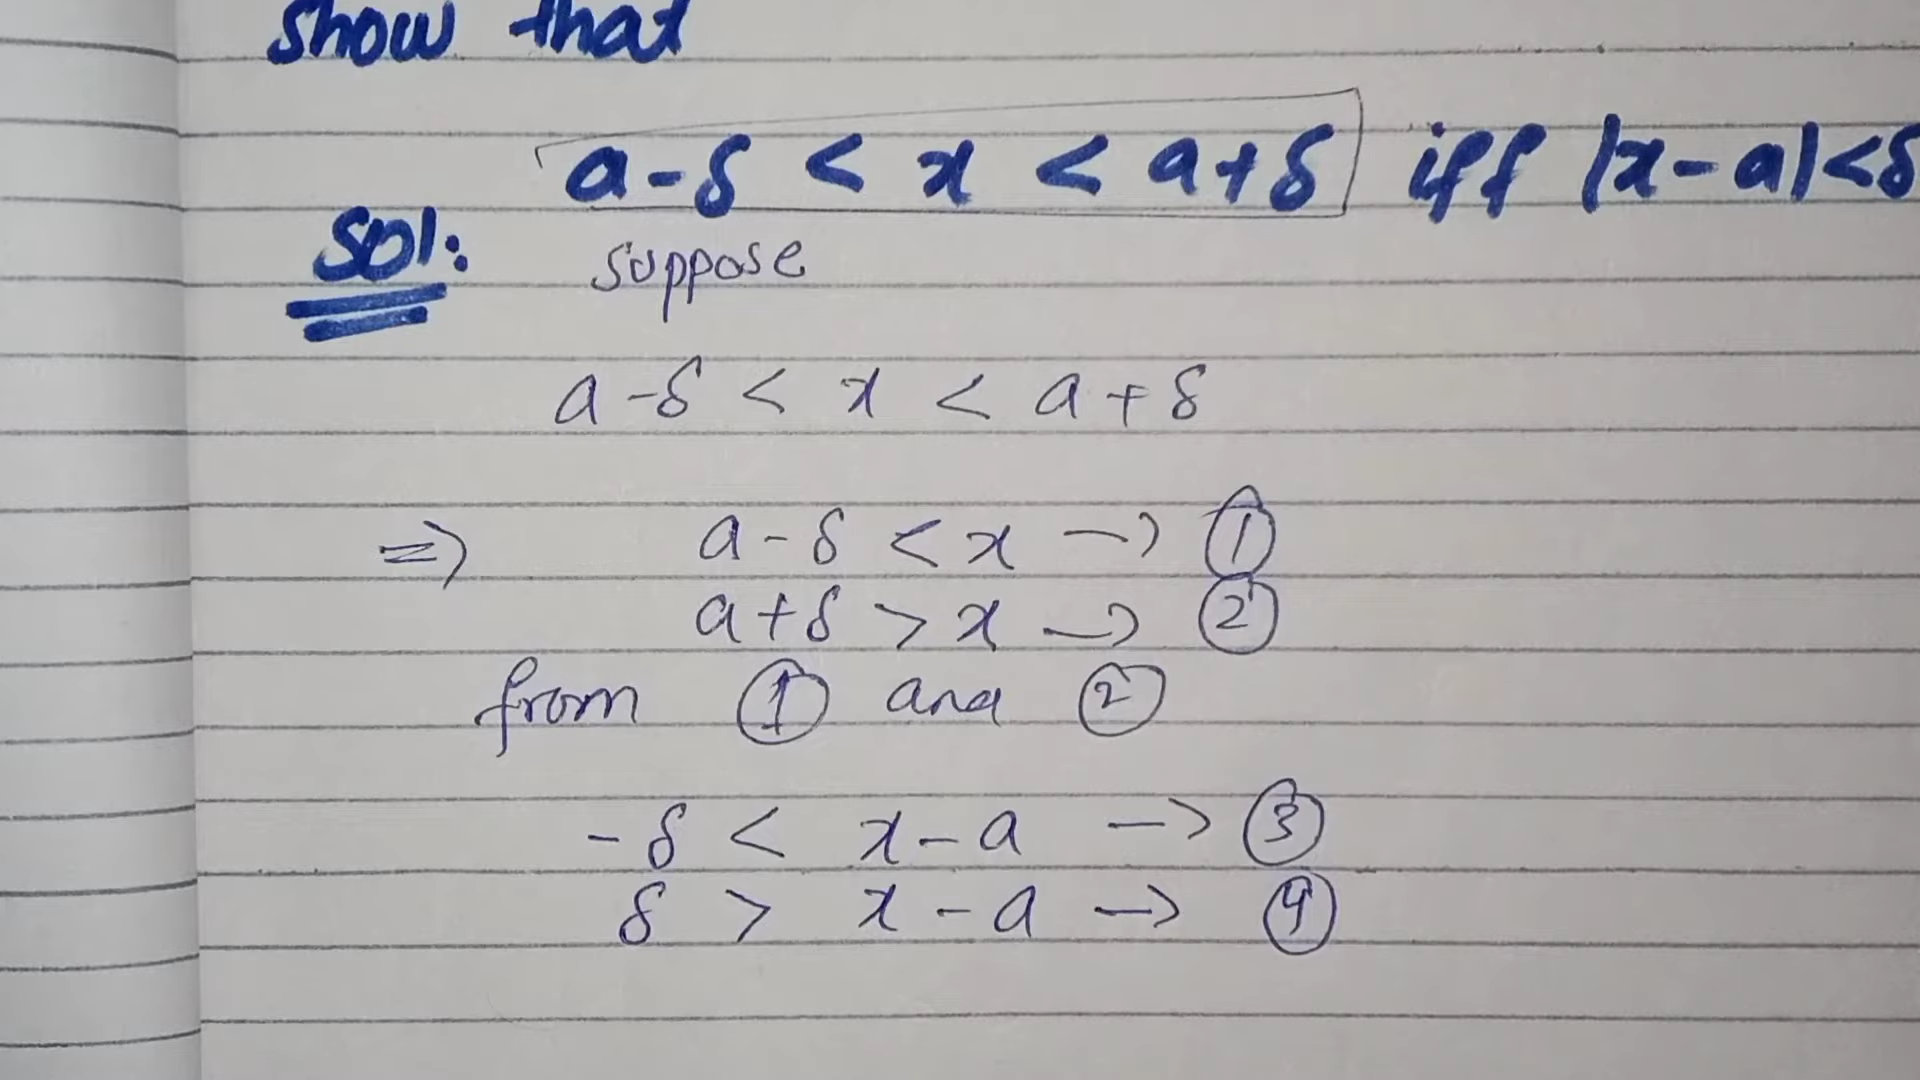 show that
a-δ < x < a+δ iff |x-a|<δ
Sol:
suppose
a-δ < x < a+δ
=> a-δ < x → ①
a+δ > x → ②
from ① and ②
-δ < x-a → ③
δ > x-a → ④